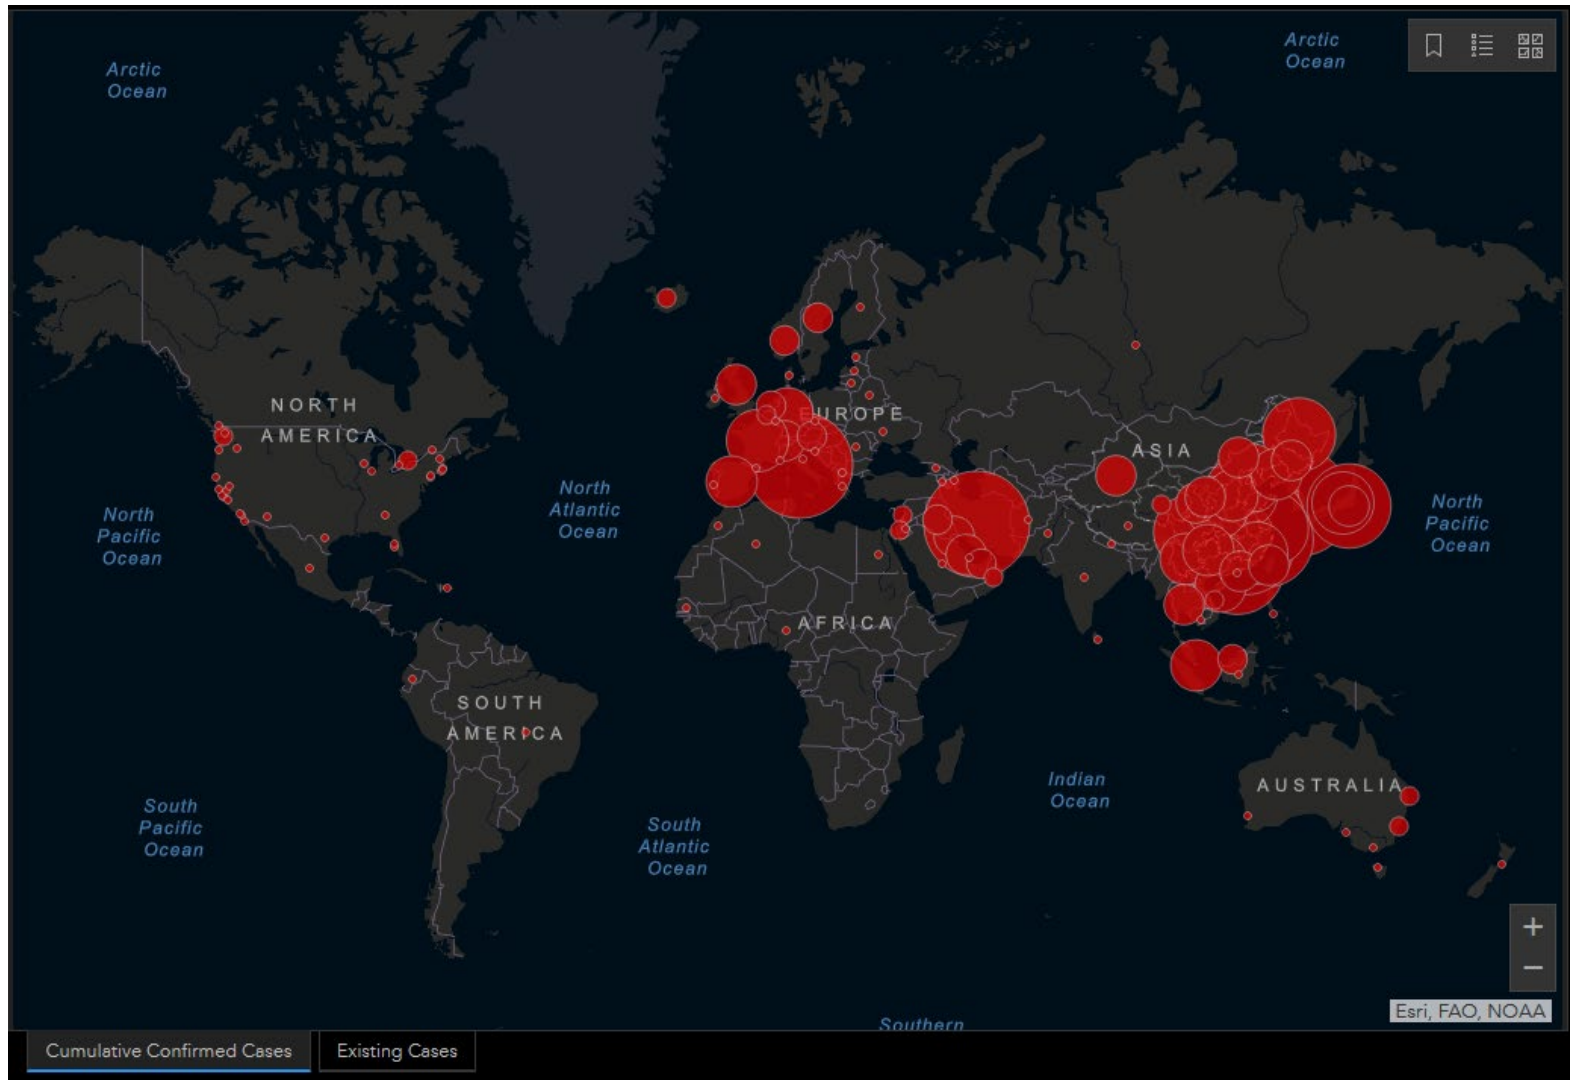 Arctic
Ocean
Arctic
Ocean
NORTH
AMERICA
EUROPE
ASIA
North
Pacific
Ocean
North
Atlantic
Ocean
North
Pacific
Ocean
AFRICA
SOUTH
AMERICA
Indian
Ocean
AUSTRALIA
South
Pacific
Ocean
South
Atlantic
Ocean
+
−
Esri, FAO, NOAA
Southern
Cumulative Confirmed Cases
Existing Cases